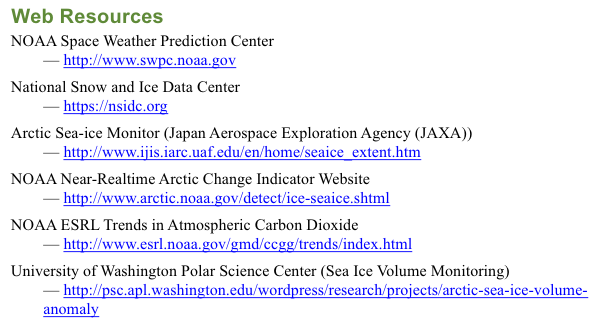 Web Resources
NOAA Space Weather Prediction Center
— http://www.swpc.noaa.gov
National Snow and Ice Data Center
— https://nsidc.org
Arctic Sea-ice Monitor (Japan Aerospace Exploration Agency (JAXA))
— http://www.ijis.iarc.uaf.edu/en/home/seaice_extent.htm
NOAA Near-Realtime Arctic Change Indicator Website
— http://www.arctic.noaa.gov/detect/ice-seaice.shtml
NOAA ESRL Trends in Atmospheric Carbon Dioxide
— http://www.esrl.noaa.gov/gmd/ccgg/trends/index.html
University of Washington Polar Science Center (Sea Ice Volume Monitoring)
— http://psc.apl.washington.edu/wordpress/research/projects/arctic-sea-ice-volume-
anomaly